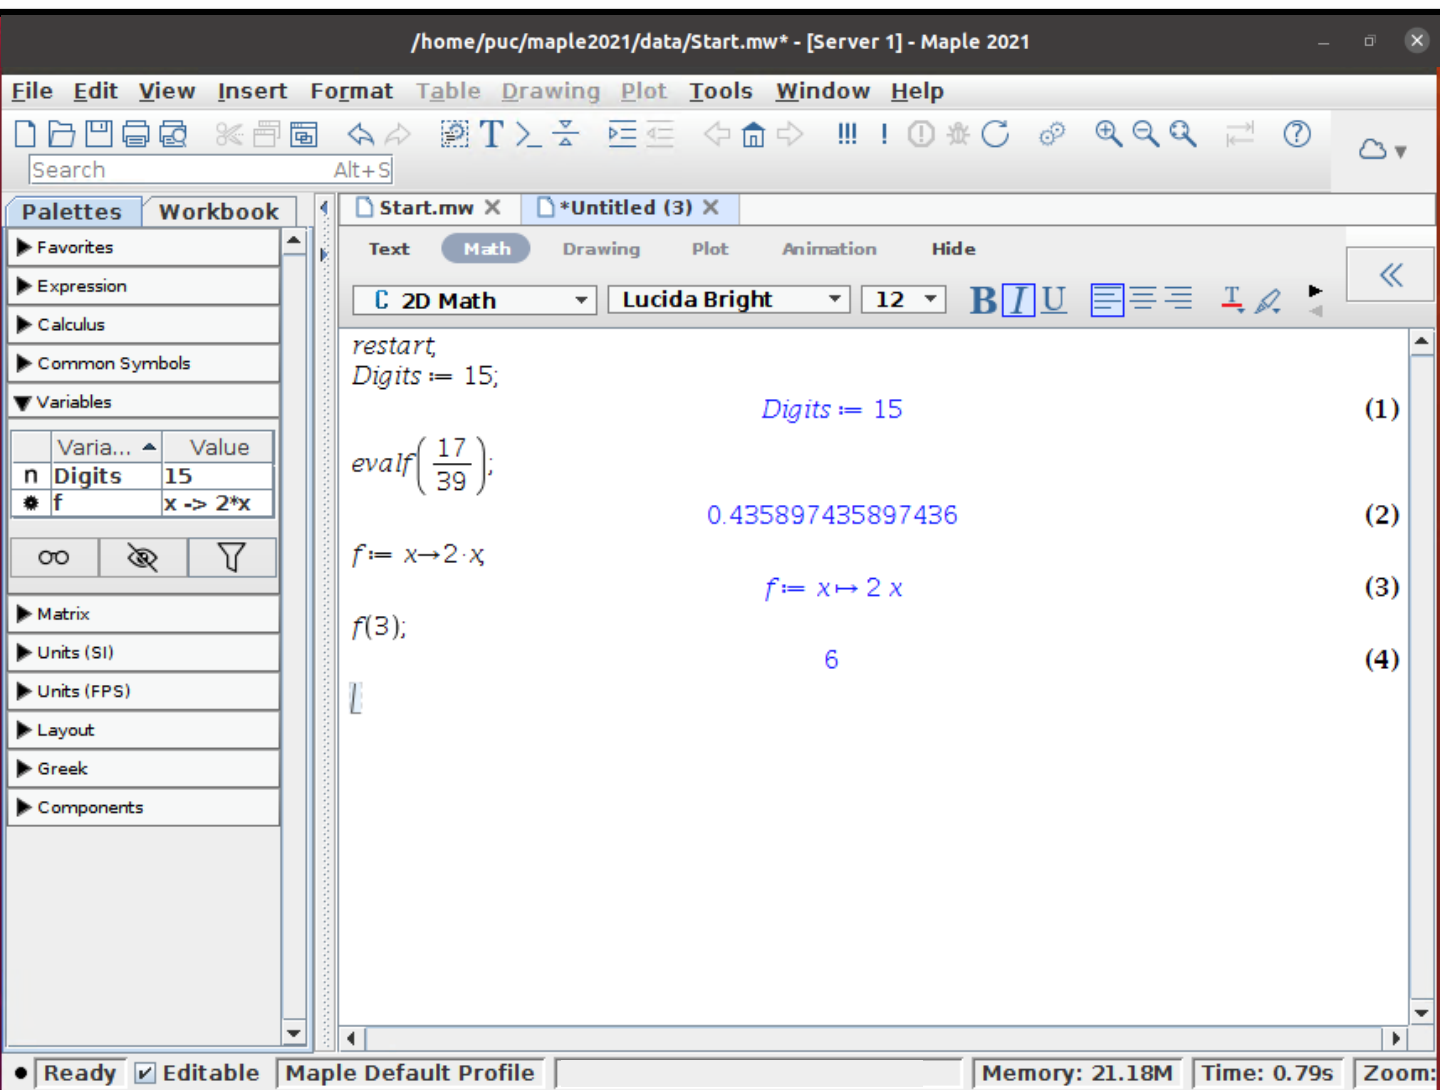 /home/puc/maple2021/data/Start.mw* - [Server 1] - Maple 2021
File Edit View Insert Format Table Drawing Plot Tools Window Help
Search Alt+S
Palettes Workbook
Start.mw *Untitled (3)
Text Math Drawing Plot Animation Hide
C 2D Math Lucida Bright 12 B I U T
Favorites
Expression
Calculus
Common Symbols
Variables
Varia... Value
n Digits 15
f x -> 2*x
Matrix
Units (SI)
Units (FPS)
Layout
Greek
Components
restart;
Digits := 15;
Digits := 15 (1)
evalf(17/39);
0.435897435897436 (2)
f := x→2·x;
f := x ↦ 2 x (3)
f(3);
6 (4)
Ready Editable Maple Default Profile Memory: 21.18M Time: 0.79s Zoom: